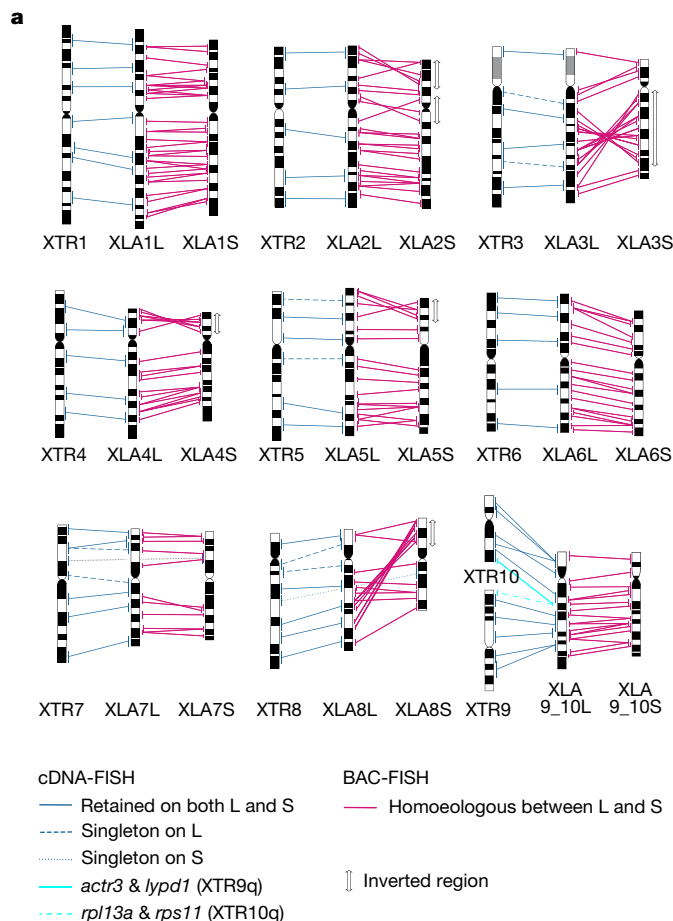 a
XTR1 XLA1L XLA1S XTR2 XLA2L XLA2S XTR3 XLA3L XLA3S
XTR4 XLA4L XLA4S XTR5 XLA5L XLA5S XTR6 XLA6L XLA6S
XTR10
XTR7 XLA7L XLA7S XTR8 XLA8L XLA8S XTR9 XLA 9_10L XLA 9_10S
cDNA-FISH
Retained on both L and S
Singleton on L
Singleton on S
actr3 & lypd1 (XTR9q)
rpl13a & rps11 (XTR10q)
BAC-FISH
Homoeologous between L and S
Inverted region